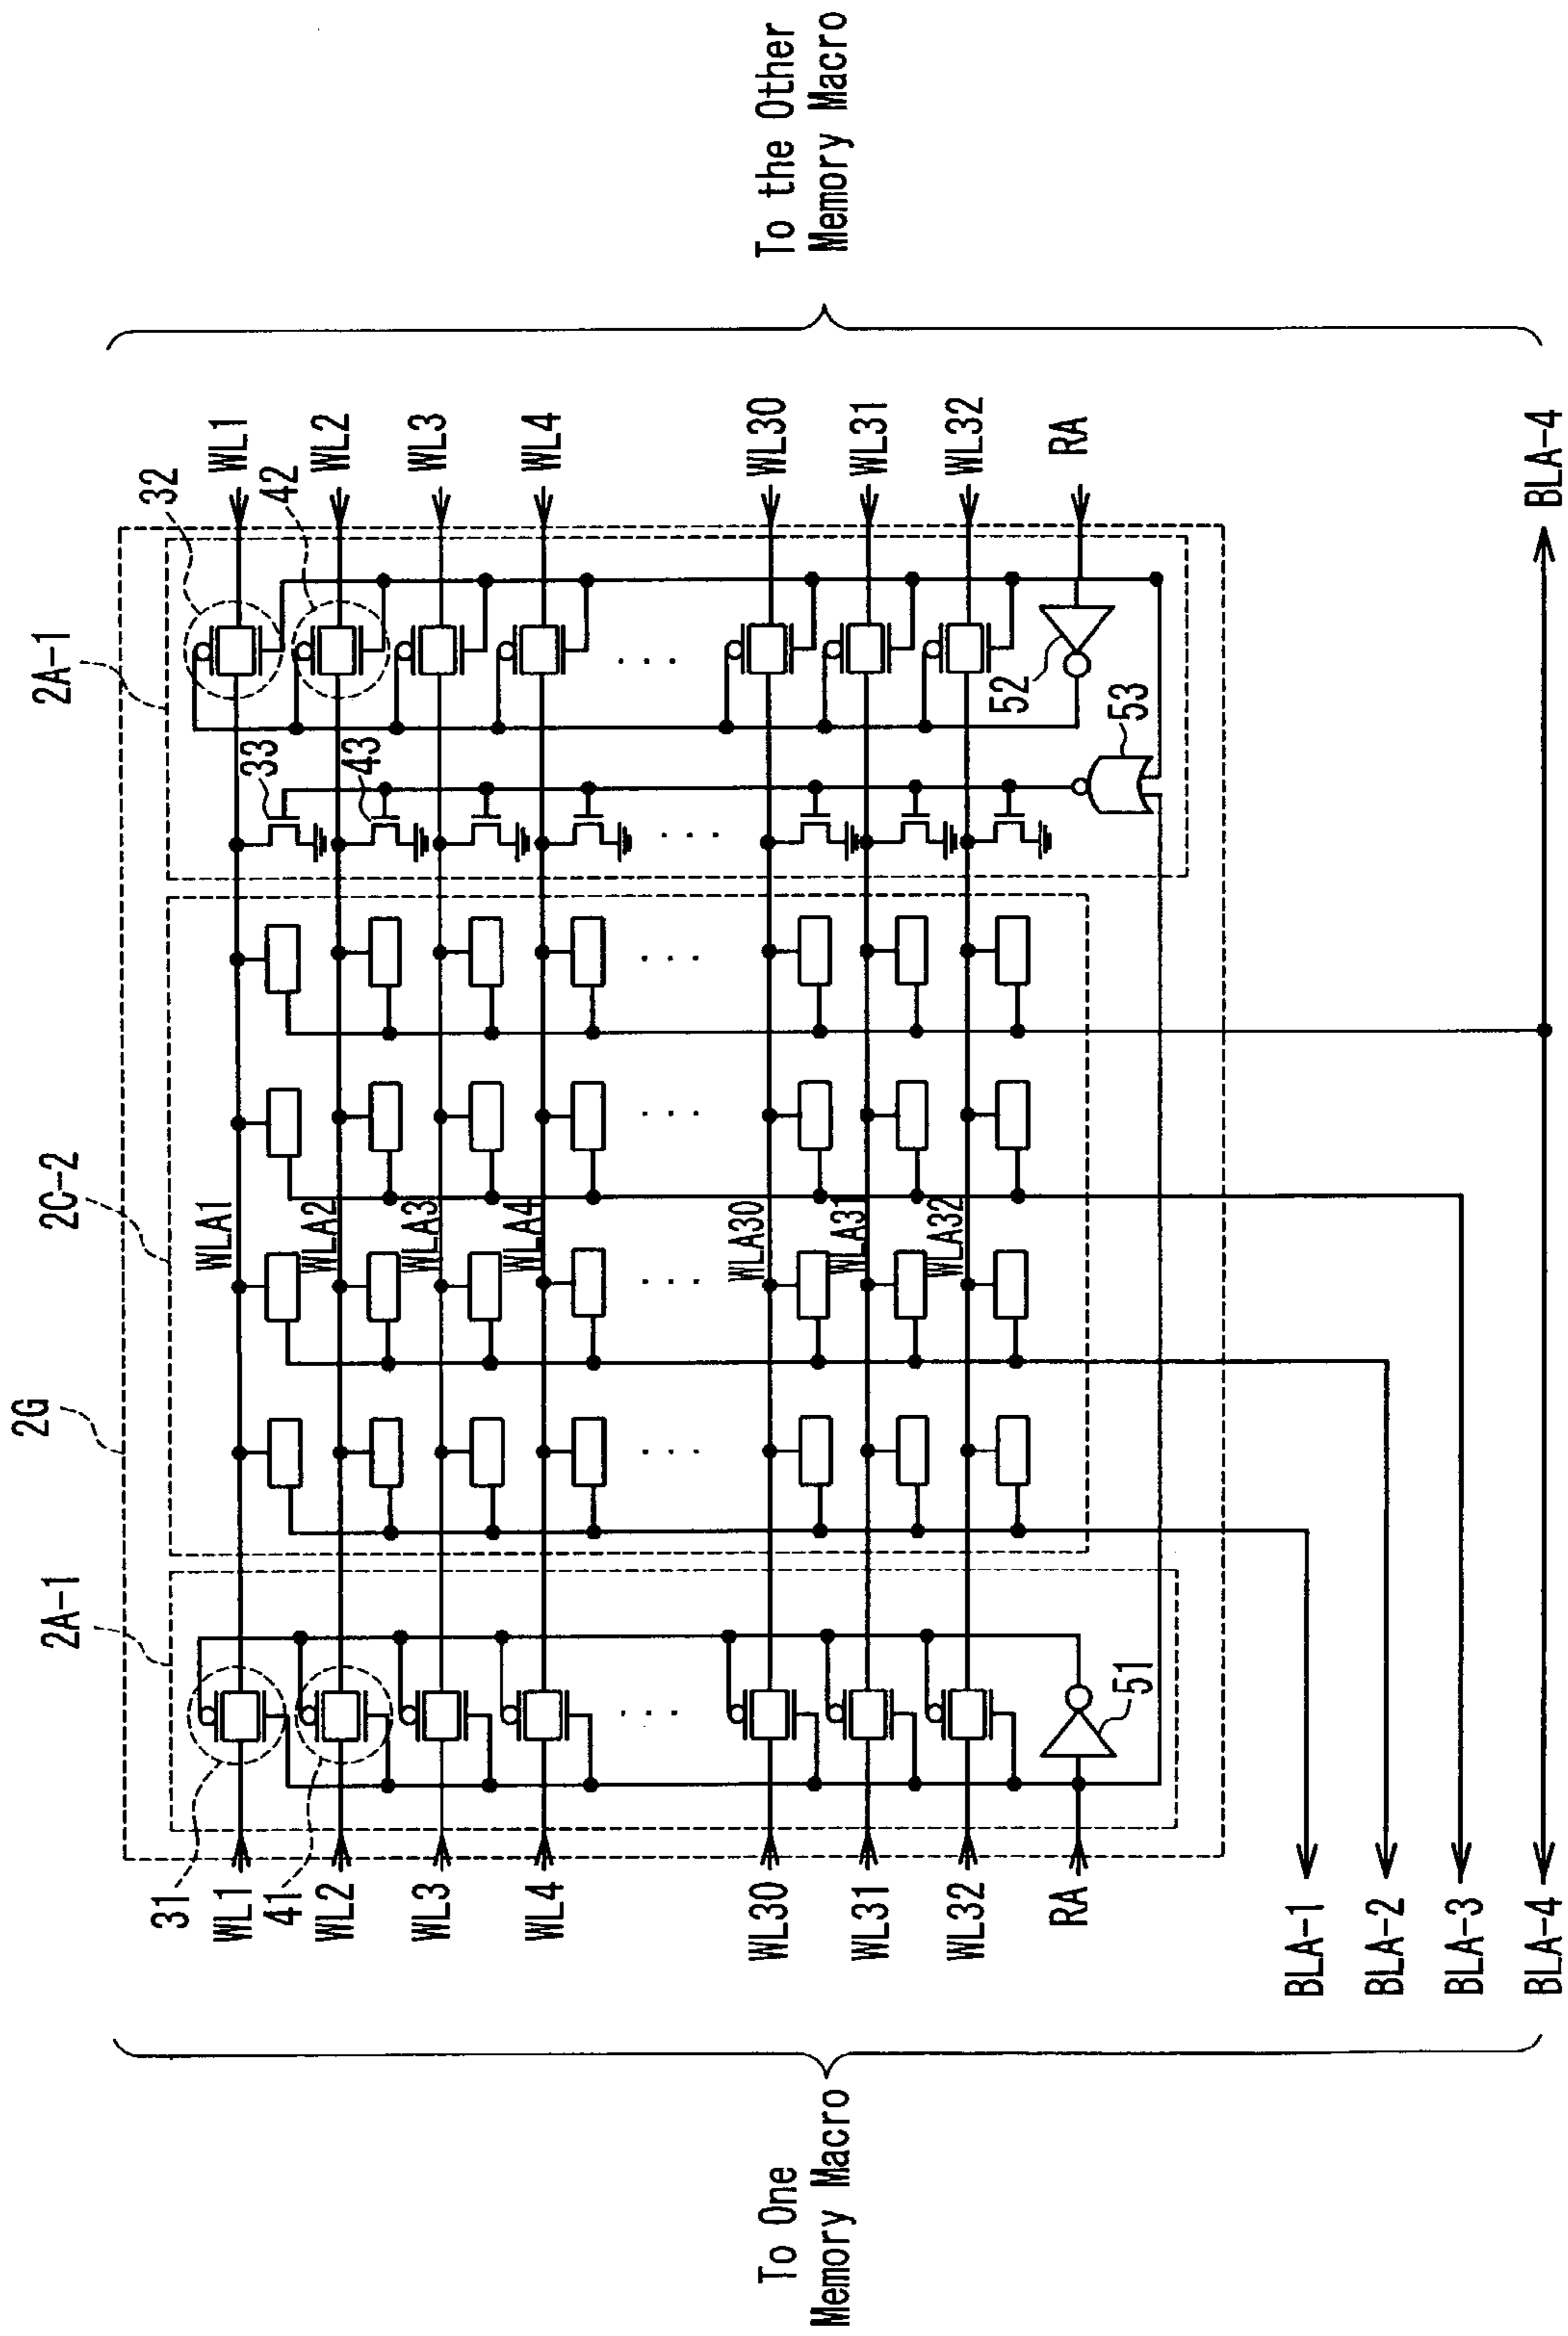 2G
2A-1
2C-2
2A-1
31
32
WL1
WLA1
33
WL1
41
42
WL2
WLA2
43
WL2
WL3
WLA3
WL3
WL4
WLA4
WL4
To One
Memory Macro
To the Other
Memory Macro
WL30
WLA30
WL30
WL31
WLA31
WL31
WL32
WLA32
WL32
RA
51
52
RA
53
BLA-1
BLA-2
BLA-3
BLA-4
BLA-4